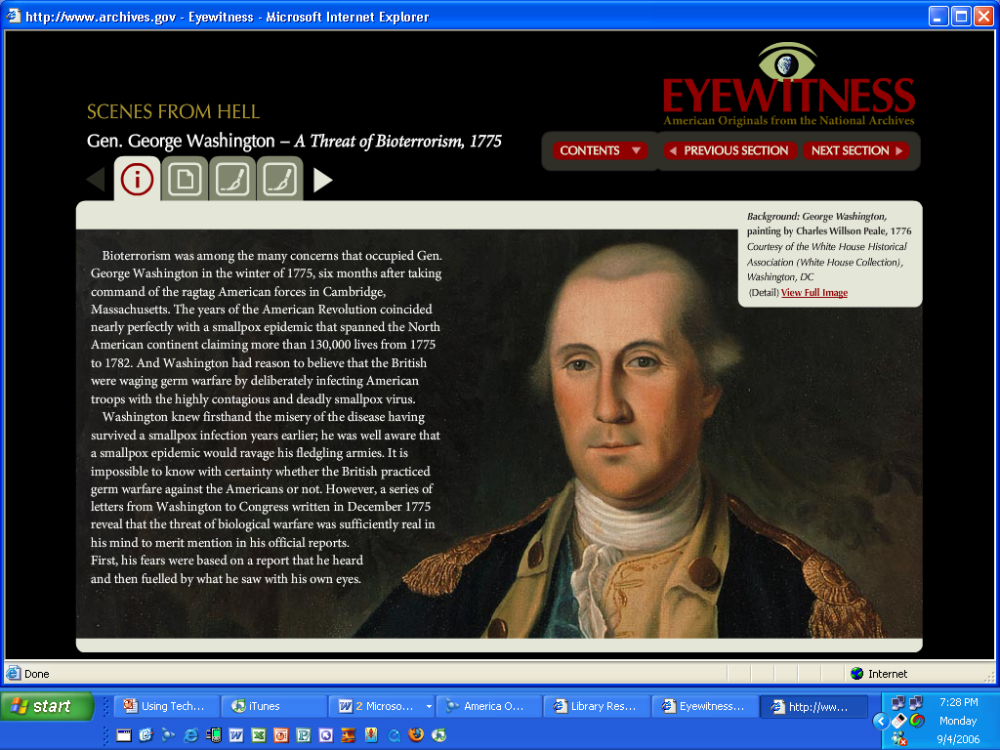 http://www.archives.gov - Eyewitness - Microsoft Internet Explorer
EYEWITNESS
American Originals from the National Archives
SCENES FROM HELL
Gen. George Washington – A Threat of Bioterrorism, 1775
CONTENTS
PREVIOUS SECTION
NEXT SECTION
Background: George Washington,
painting by Charles Willson Peale, 1776
Courtesy of the White House Historical
Association (White House Collection),
Washington, DC
(Detail) View Full Image
Bioterrorism was among the many concerns that occupied Gen.
George Washington in the winter of 1775, six months after taking
command of the ragtag American forces in Cambridge,
Massachusetts. The years of the American Revolution coincided
nearly perfectly with a smallpox epidemic that spanned the North
American continent claiming more than 130,000 lives from 1775
to 1782. And Washington had reason to believe that the British
were waging germ warfare by deliberately infecting American
troops with the highly contagious and deadly smallpox virus.
Washington knew firsthand the misery of the disease having
survived a smallpox infection years earlier; he was well aware that
a smallpox epidemic would ravage his fledgling armies. It is
impossible to know with certainty whether the British practiced
germ warfare against the Americans or not. However, a series of
letters from Washington to Congress written in December 1775
reveal that the threat of biological warfare was sufficiently real in
his mind to merit mention in his official reports.
First, his fears were based on a report that he heard
and then fuelled by what he saw with his own eyes.
Done
Internet
start
Using Tech...
iTunes
2 Microso...
America O...
Library Res...
Eyewitness...
http://ww...
7:28 PM
Monday
9/4/2006